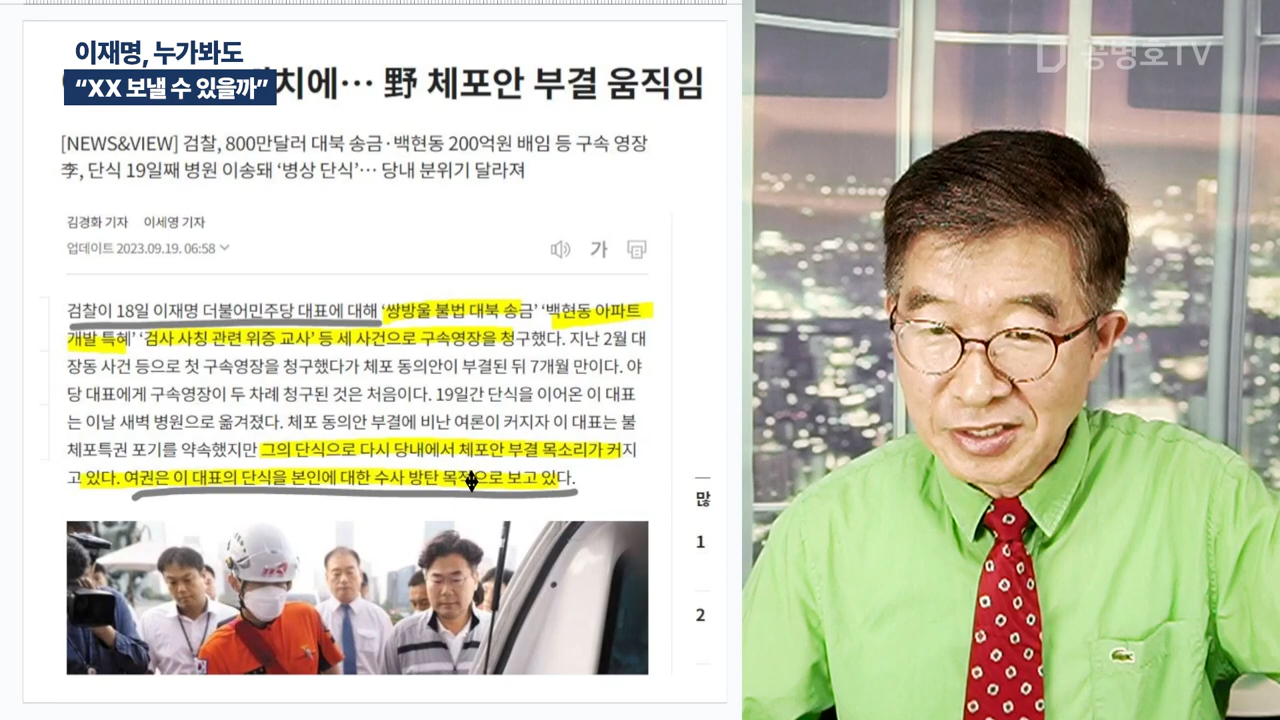 이재명, 누가봐도
“XX 보낼 수 있을까”
치에… 野 체포안 부결 움직임
공병호TV
[NEWS&VIEW] 검찰, 800만달러 대북 송금·백현동 200억원 배임 등 구속 영장
李, 단식 19일째 병원 이송돼 ‘병상 단식’… 당내 분위기 달라져
김경화 기자 이세영 기자
업데이트 2023.09.19. 06:58
가
검찰이 18일 이재명 더불어민주당 대표에 대해 ‘쌍방울 불법 대북 송금’ ‘백현동 아파트
개발 특혜’ ‘검사 사칭 관련 위증 교사’ 등 세 사건으로 구속영장을 청구했다. 지난 2월 대
장동 사건 등으로 첫 구속영장을 청구했다가 체포 동의안이 부결된 뒤 7개월 만이다. 야
당 대표에게 구속영장이 두 차례 청구된 것은 처음이다. 19일간 단식을 이어온 이 대표
는 이날 새벽 병원으로 옮겨졌다. 체포 동의안 부결에 비난 여론이 커지자 이 대표는 불
체포특권 포기를 약속했지만 그의 단식으로 다시 당내에서 체포안 부결 목소리가 커지
고 있다. 여권은 이 대표의 단식을 본인에 대한 수사 방탄 목적으로 보고 있다.
많
1
2